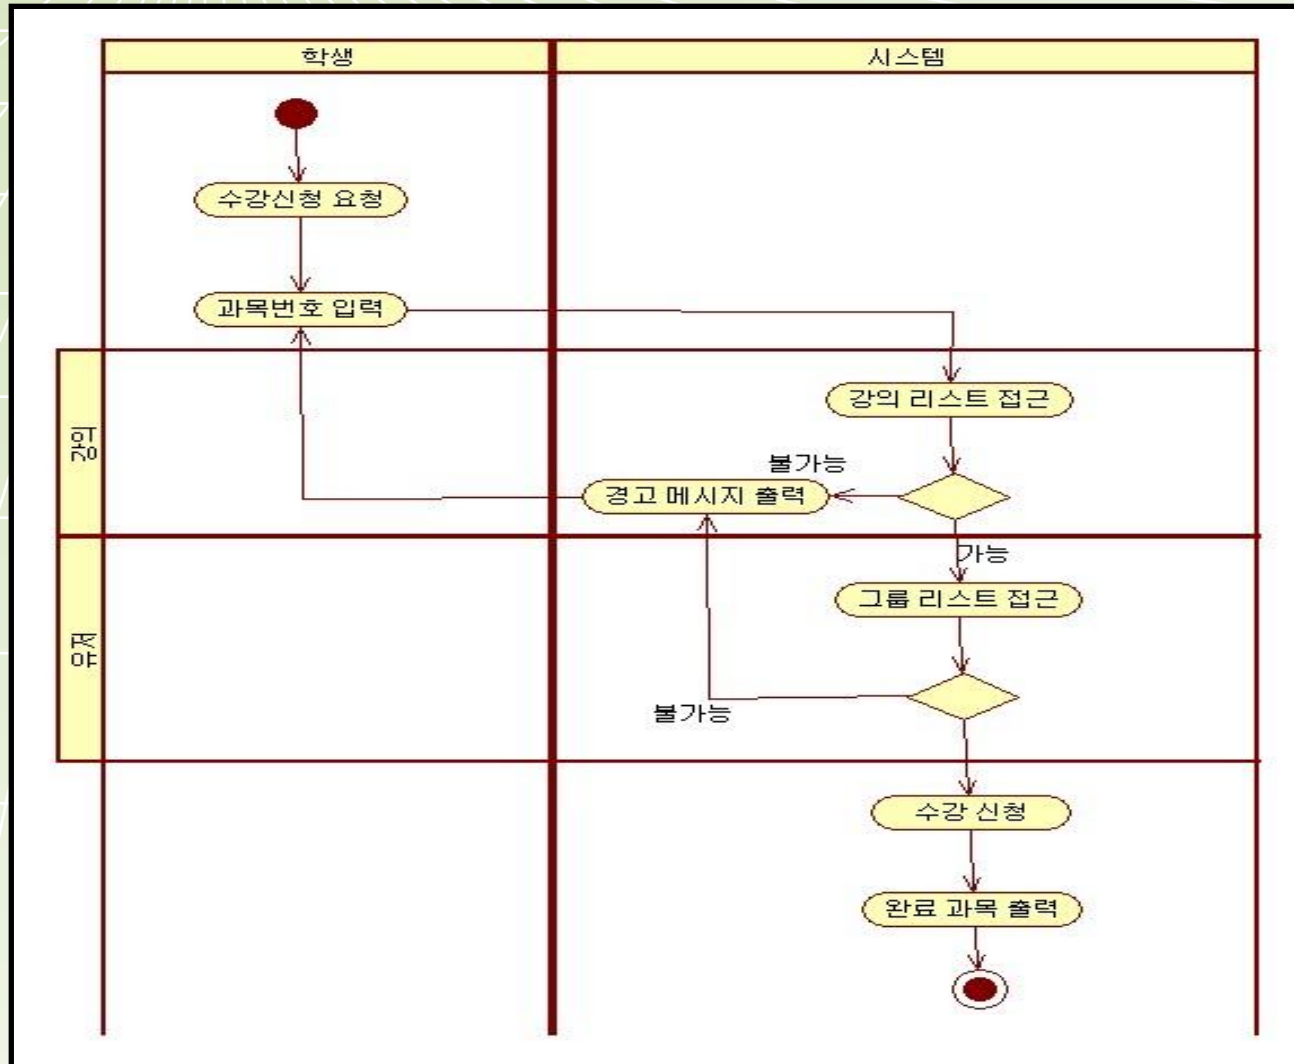 학생
시스템
수강신청 요청
과목번호 입력
강의
강의 리스트 접근
불가능
경고 메시지 출력
가능
유저
그룹 리스트 접근
불가능
수강 신청
완료 과목 출력